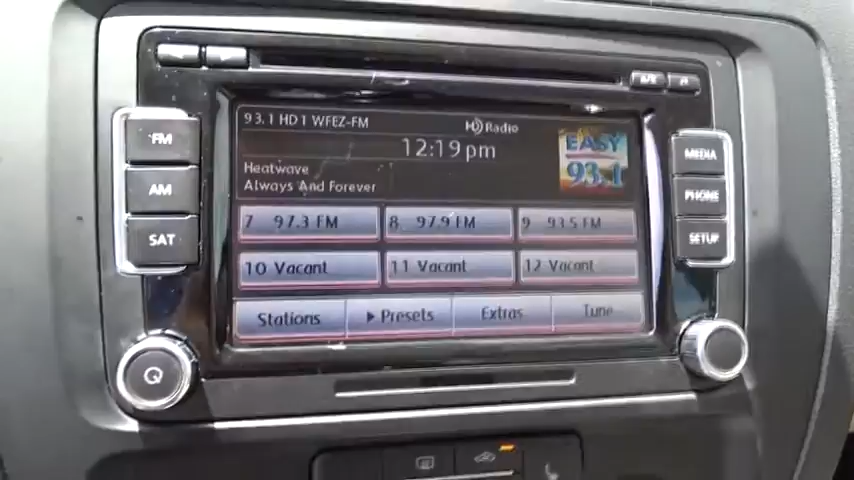 FM
AM
SAT
93.1 HD1 WFEZ-FM
HD Radio
12:19 pm
EASY
93.1
Heatwave
Always And Forever
7 97.3 FM
8 97.9 FM
9 93.5 FM
10 Vacant
11 Vacant
12 Vacant
Stations
Presets
Extras
Tune
MEDIA
PHONE
SETUP